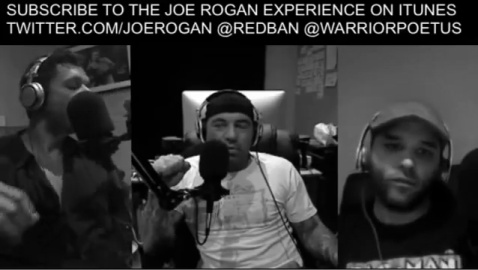 SUBSCRIBE TO THE JOE ROGAN EXPERIENCE ON ITUNES
TWITTER.COM/JOEROGAN @REDBAN @WARRIORPOETUS